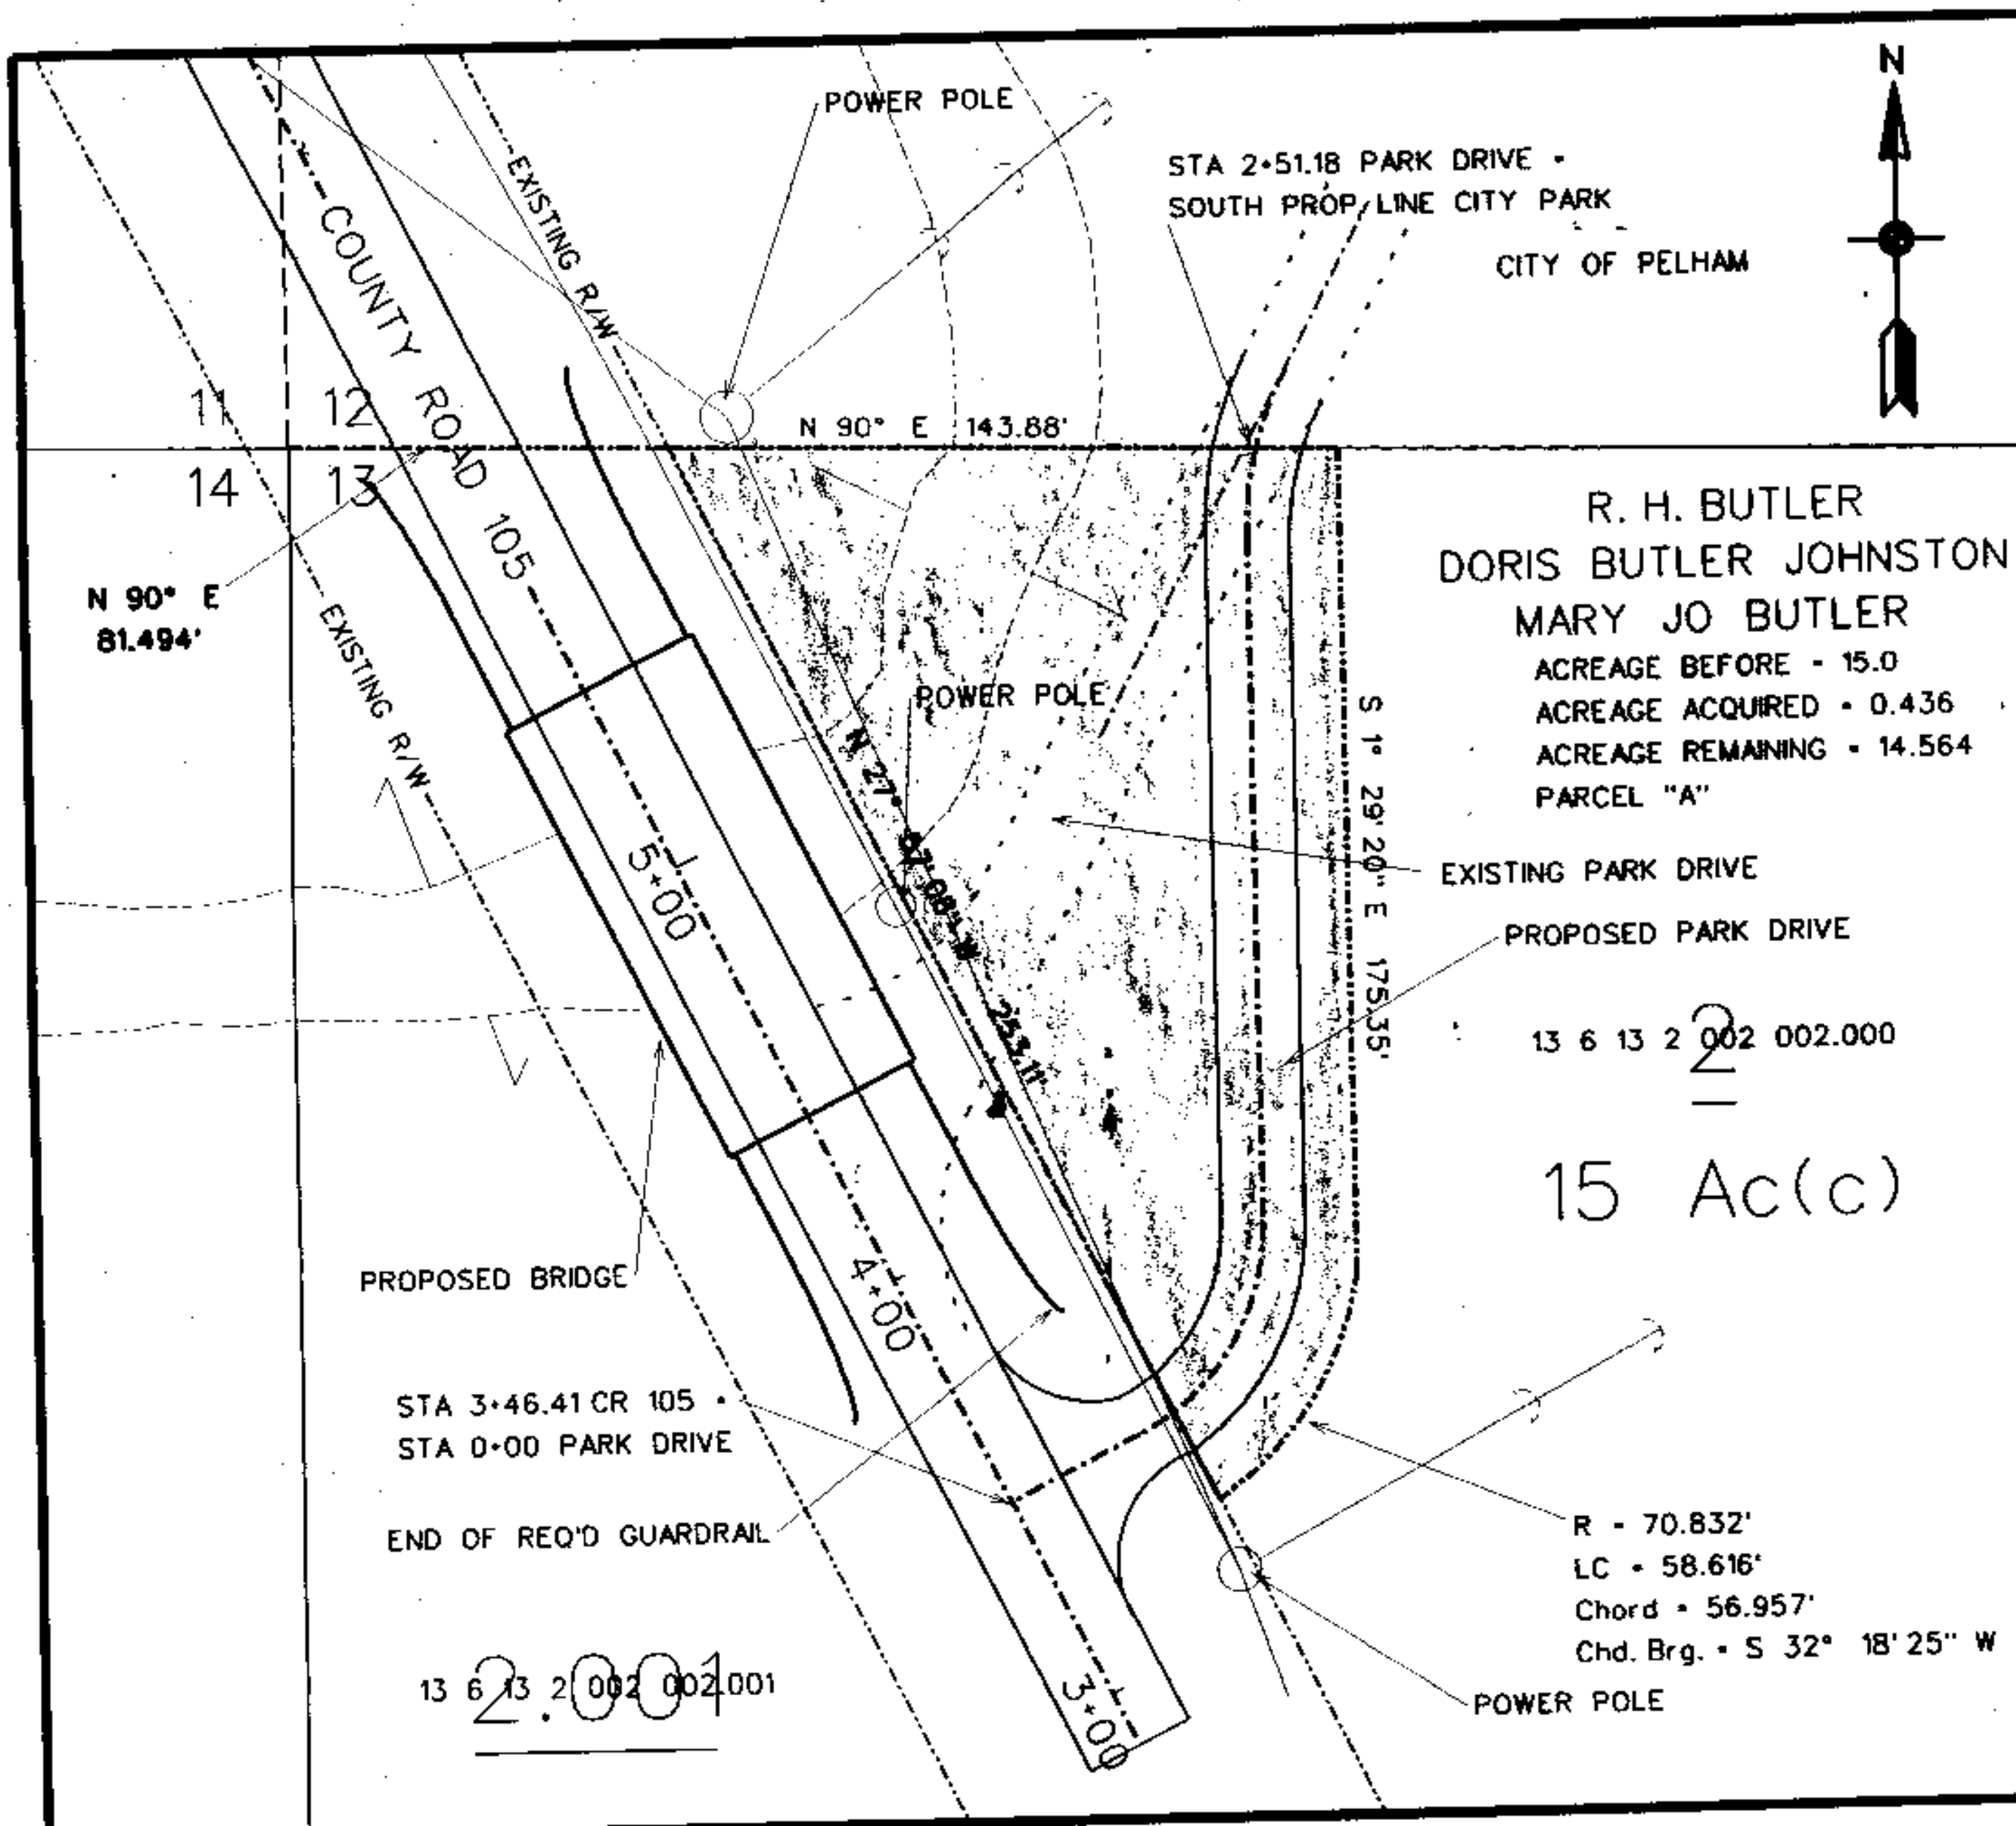 N
POWER POLE
STA 2+51.18 PARK DRIVE =
SOUTH PROP. LINE CITY PARK
CITY OF PELHAM
EXISTING R/W
COUNTY ROAD 105
11
12
14
13
N 90° E 143.88'
N 90° E
81.494'
EXISTING R/W
R. H. BUTLER
DORIS BUTLER JOHNSTON
MARY JO BUTLER
ACREAGE BEFORE = 15.0
ACREAGE ACQUIRED = 0.436
ACREAGE REMAINING = 14.564
PARCEL "A"
POWER POLE
S 1° 29'20" E 175.35'
EXISTING PARK DRIVE
PROPOSED PARK DRIVE
N 27° W 253.11'
5+00
13 6 13 2 002 002.000
2
15 Ac(c)
PROPOSED BRIDGE
4+00
STA 3+46.41 CR 105 =
STA 0+00 PARK DRIVE
END OF REQ'D GUARDRAIL
R = 70.832'
LC = 58.616'
Chord = 56.957'
Chd. Brg. = S 32° 18'25" W
POWER POLE
13 6 13 2 002 002.001
2.001
3+00